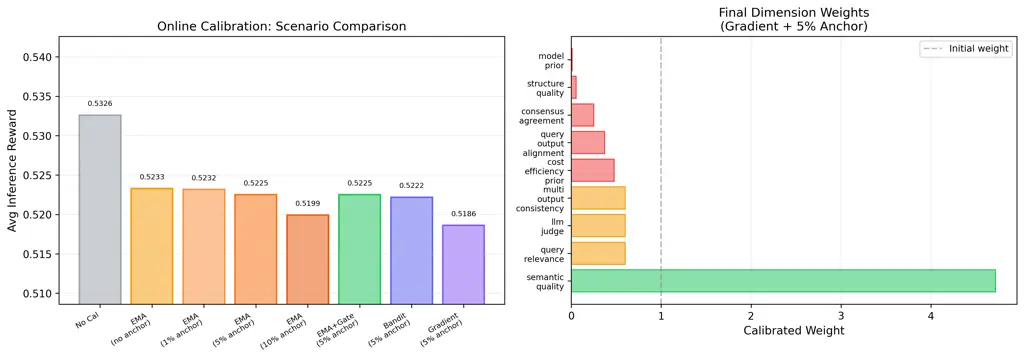 Online Calibration: Scenario Comparison
Avg Inference Reward
0.540
0.535
0.530
0.525
0.520
0.515
0.510
0.5326
0.5233
0.5232
0.5225
0.5199
0.5225
0.5222
0.5186
No Cal
EMA
(no anchor)
EMA
(1% anchor)
EMA
(5% anchor)
EMA
(10% anchor)
EMA+Gate
(5% anchor)
Bandit
(5% anchor)
Gradient
(5% anchor)
Final Dimension Weights
(Gradient + 5% Anchor)
Initial weight
model
prior
structure
quality
consensus
agreement
query
output
alignment
cost
efficiency
prior
multi
output
consistency
llm
judge
query
relevance
semantic
quality
0
1
2
3
4
Calibrated Weight